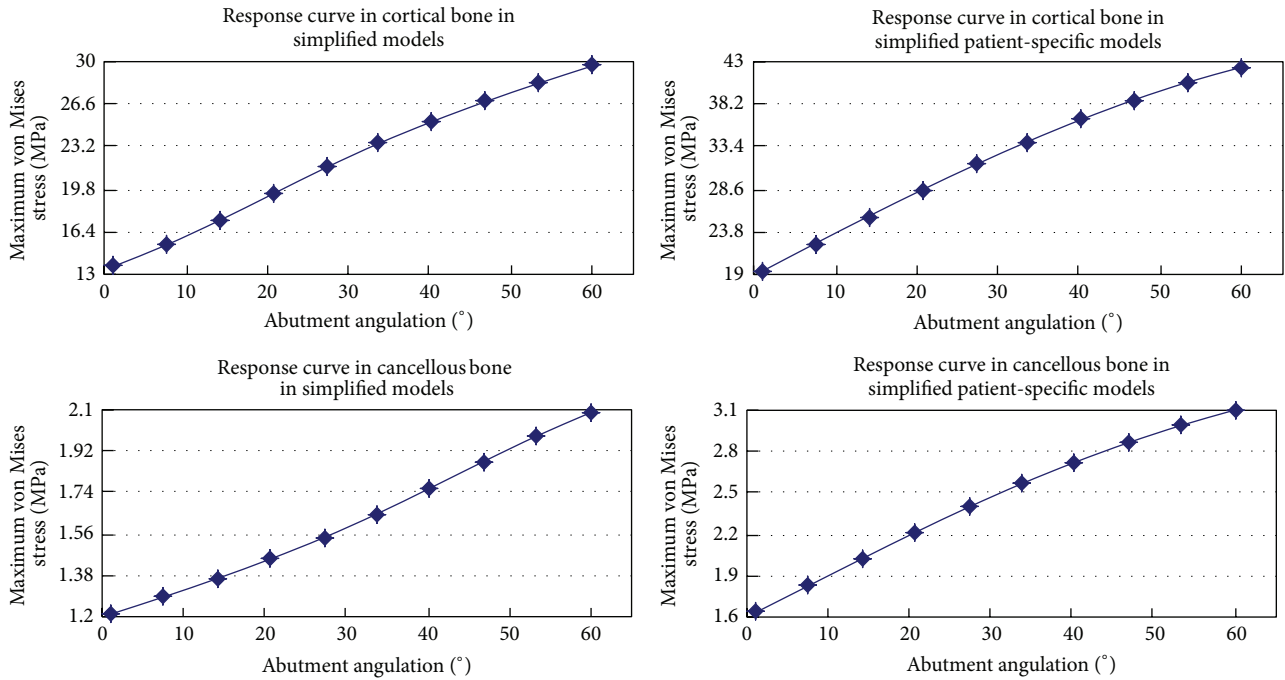 Response curve in cortical bone in
simplified models
Maximum von Mises
stress (MPa)
30
26.6
23.2
19.8
16.4
13
0 10 20 30 40 50 60
Abutment angulation (°)
Response curve in cortical bone in
simplified patient-specific models
Maximum von Mises
stress (MPa)
43
38.2
33.4
28.6
23.8
19
0 10 20 30 40 50 60
Abutment angulation (°)
Response curve in cancellous bone
in simplified models
Maximum von Mises
stress (MPa)
2.1
1.92
1.74
1.56
1.38
1.2
0 10 20 30 40 50 60
Abutment angulation (°)
Response curve in cancellous bone in
simplified patient-specific models
Maximum von Mises
stress (MPa)
3.1
2.8
2.5
2.2
1.9
1.6
0 10 20 30 40 50 60
Abutment angulation (°)